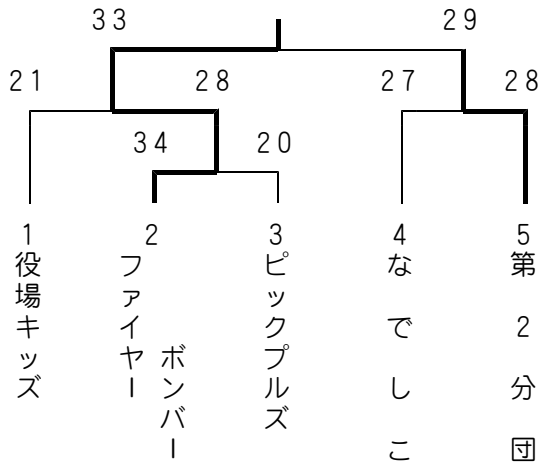 33 29
21 28 27 28
34 20
1 役場キッズ
2 ファイヤー
ボンバー
3 ピックプルズ
4 なでしこ
5 第2分団